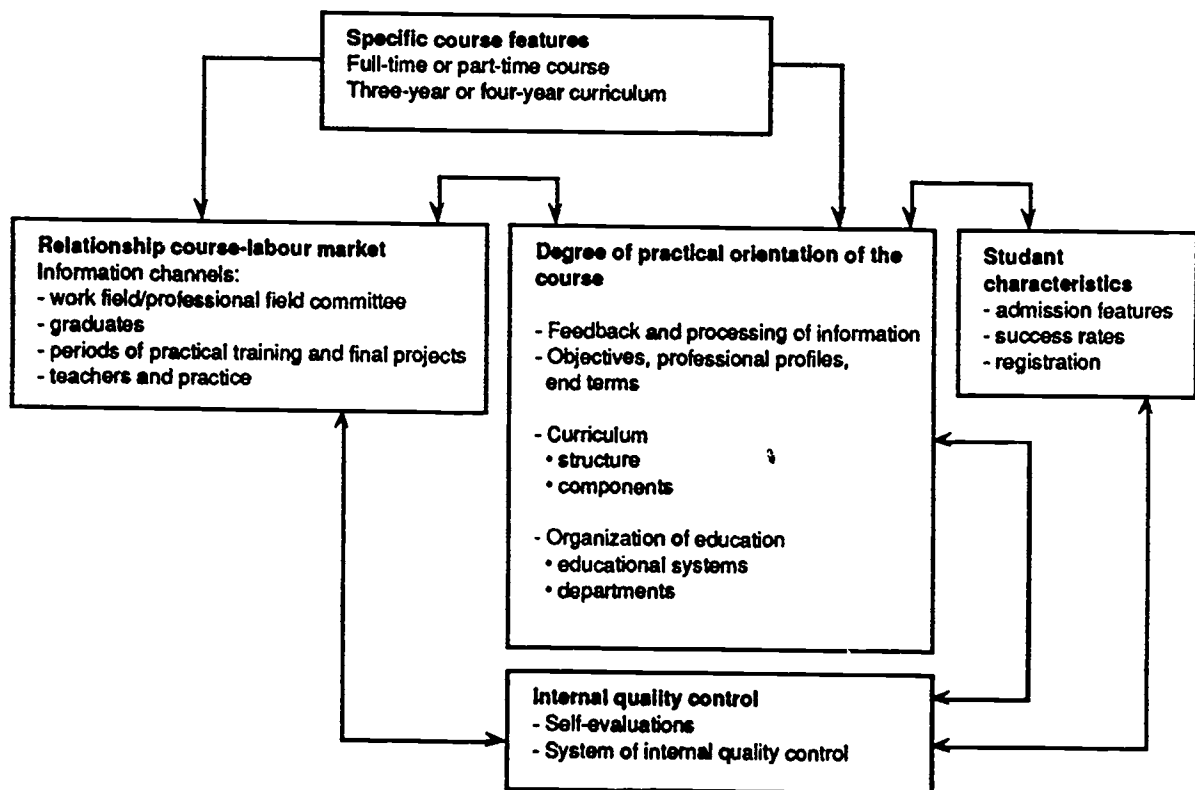 Specific course features
Full-time or part-time course
Three-year or four-year curriculum
Relationship course-labour market
Information channels:
- work field/professional field committee
- graduates
- periods of practical training and final projects
- teachers and practice
Degree of practical orientation of the
course
- Feedback and processing of information
- Objectives, professional profiles,
end terms
- Curriculum
• structure
• components
- Organization of education
• educational systems
• departments
Studant
characteristics
- admission features
- success rates
- registration
Internal quality control
- Self-evaluations
- System of internal quality control